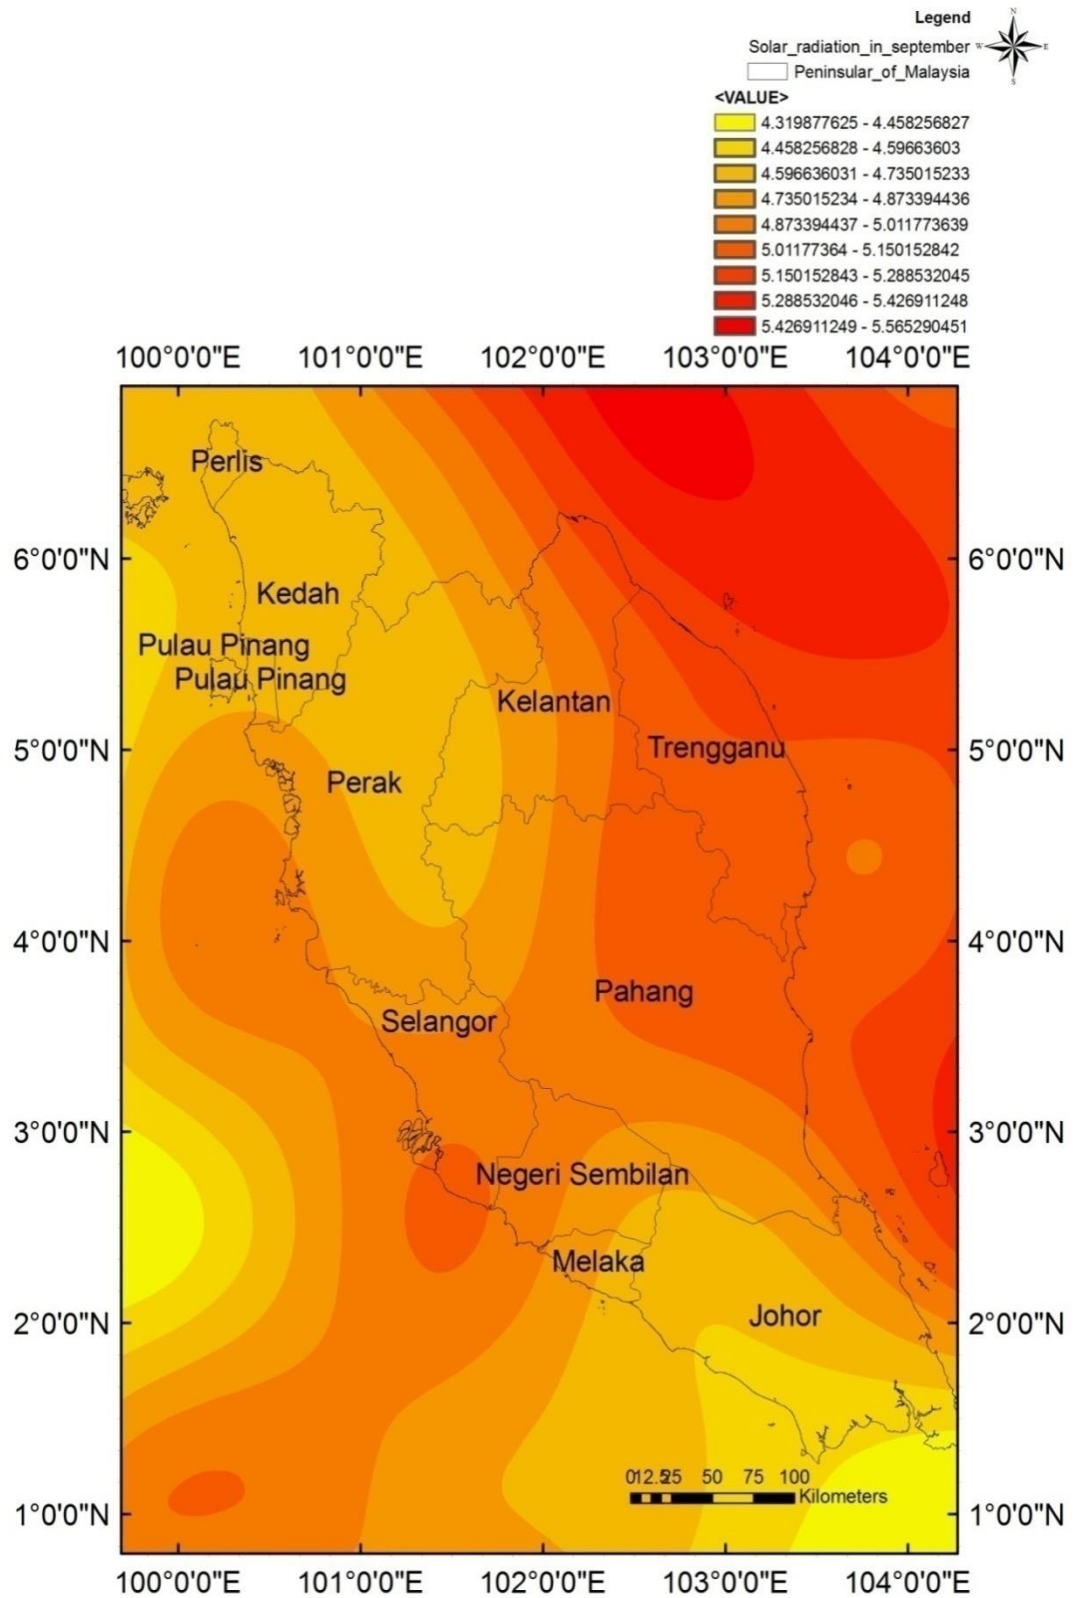 Legend
N
Solar_radiation_in_september W E
Peninsular_of_Malaysia
S
<VALUE>
4.319877625 - 4.458256827
4.458256828 - 4.59663603
4.596636031 - 4.735015233
4.735015234 - 4.873394436
4.873394437 - 5.011773639
5.01177364 - 5.150152842
5.150152843 - 5.288532045
5.288532046 - 5.426911248
5.426911249 - 5.565290451
100°0'0"E 101°0'0"E 102°0'0"E 103°0'0"E 104°0'0"E
Perlis
6°0'0"N 6°0'0"N
Kedah
Pulau Pinang
Pulau Pinang
Kelantan
5°0'0"N Trengganu 5°0'0"N
Perak
4°0'0"N 4°0'0"N
Pahang
Selangor
3°0'0"N 3°0'0"N
Negeri Sembilan
Melaka
2°0'0"N Johor 2°0'0"N
0 12.5 25 50 75 100
Kilometers
1°0'0"N 1°0'0"N
100°0'0"E 101°0'0"E 102°0'0"E 103°0'0"E 104°0'0"E